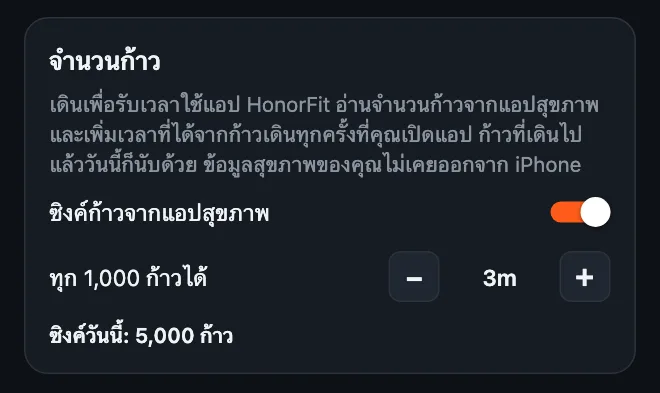 จำนวนก้าว
เดินเพื่อรับเวลาใช้แอป HonorFit อ่านจำนวนก้าวจากแอปสุขภาพ
และเพิ่มเวลาที่ได้จากก้าวเดินทุกครั้งที่คุณเปิดแอป ก้าวที่เดินไป
แล้ววันนี้ก็นับด้วย ข้อมูลสุขภาพของคุณไม่เคยออกจาก iPhone
ซิงค์ก้าวจากแอปสุขภาพ
ทุก 1,000 ก้าวได้ − 3m +
ซิงค์วันนี้: 5,000 ก้าว